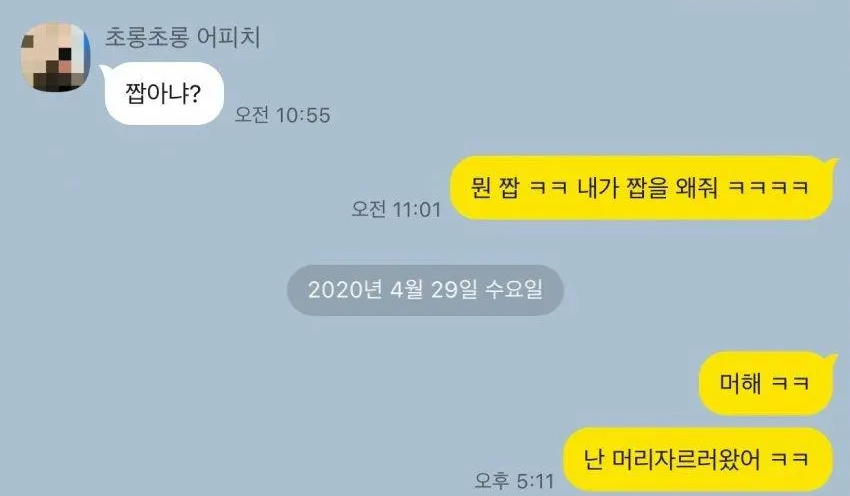 초롱초롱 어피치
짭아냐?
오전 10:55
뭔 짭 ㅋㅋ 내가 짭을 왜줘 ㅋㅋㅋㅋ
오전 11:01
2020년 4월 29일 수요일
머해 ㅋㅋ
난 머리자르러왔어 ㅋㅋ
오후 5:11